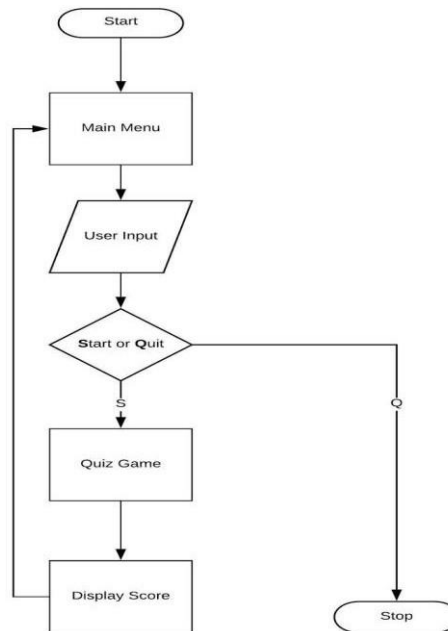 Start
Main Menu
User Input
Start or Quit
S
Q
Quiz Game
Display Score
Stop